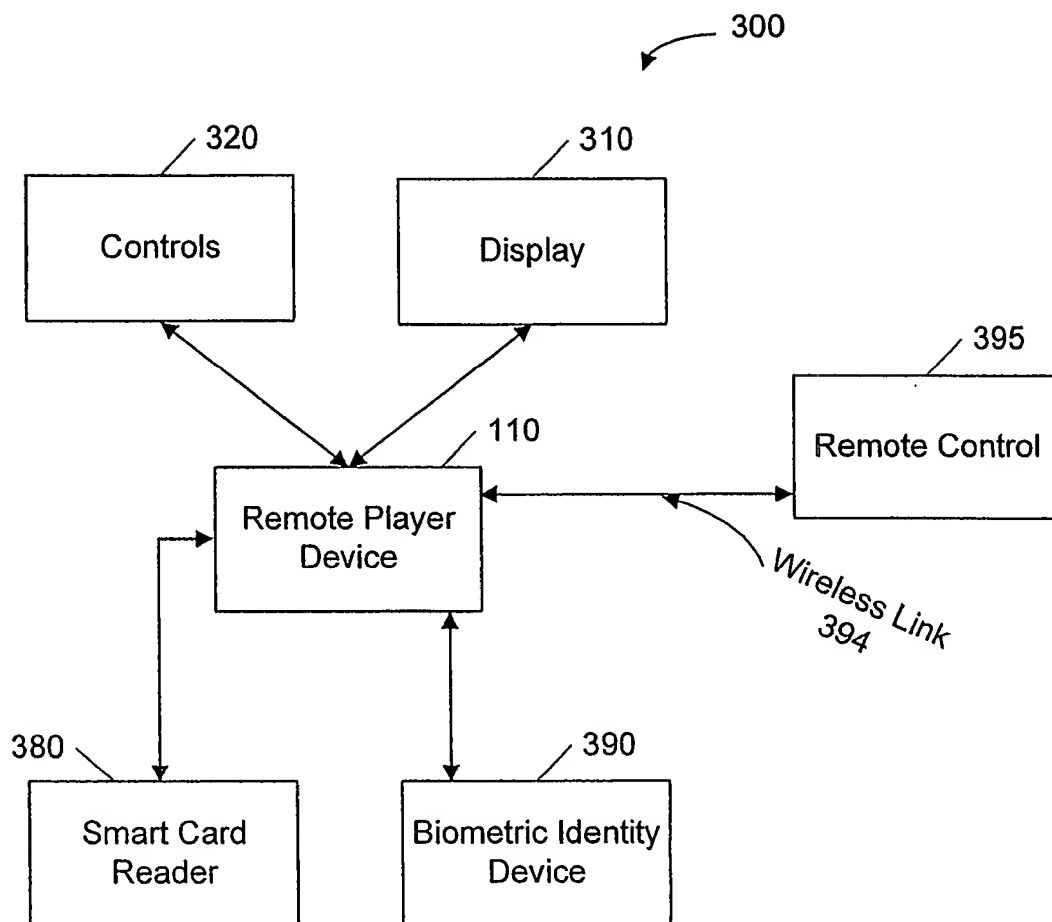 300
320
310
Controls
Display
395
Remote Control
110
Remote Player
Device
Wireless Link
394
380
390
Smart Card
Reader
Biometric Identity
Device